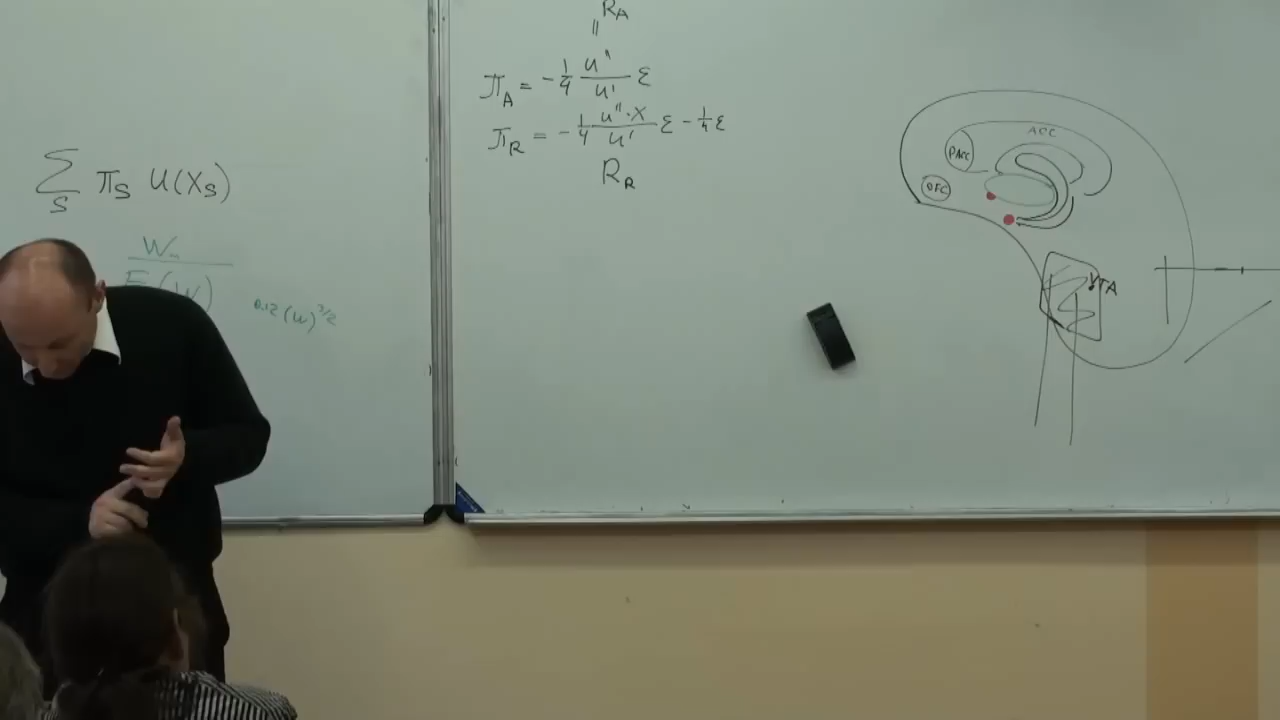 ∑_S π_S U(X_S)
0.12 (W)^{3/2}
R_A
=
π_A = -1/4 u''/u' ε
π_R = -1/4 u''·x/u' ε - 1/4 ε
R_R
ACC
PACC
OFC
VTA